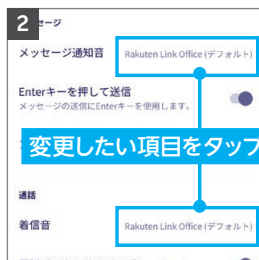 2
ージ
メッセージ通知音 Rakuten Link Office (デフォルト)
Enterキーを押して送信
メッセージの送信にEnterキーを使用します。
変更したい項目をタップ
通話
着信音 Rakuten Link Office (デフォルト)